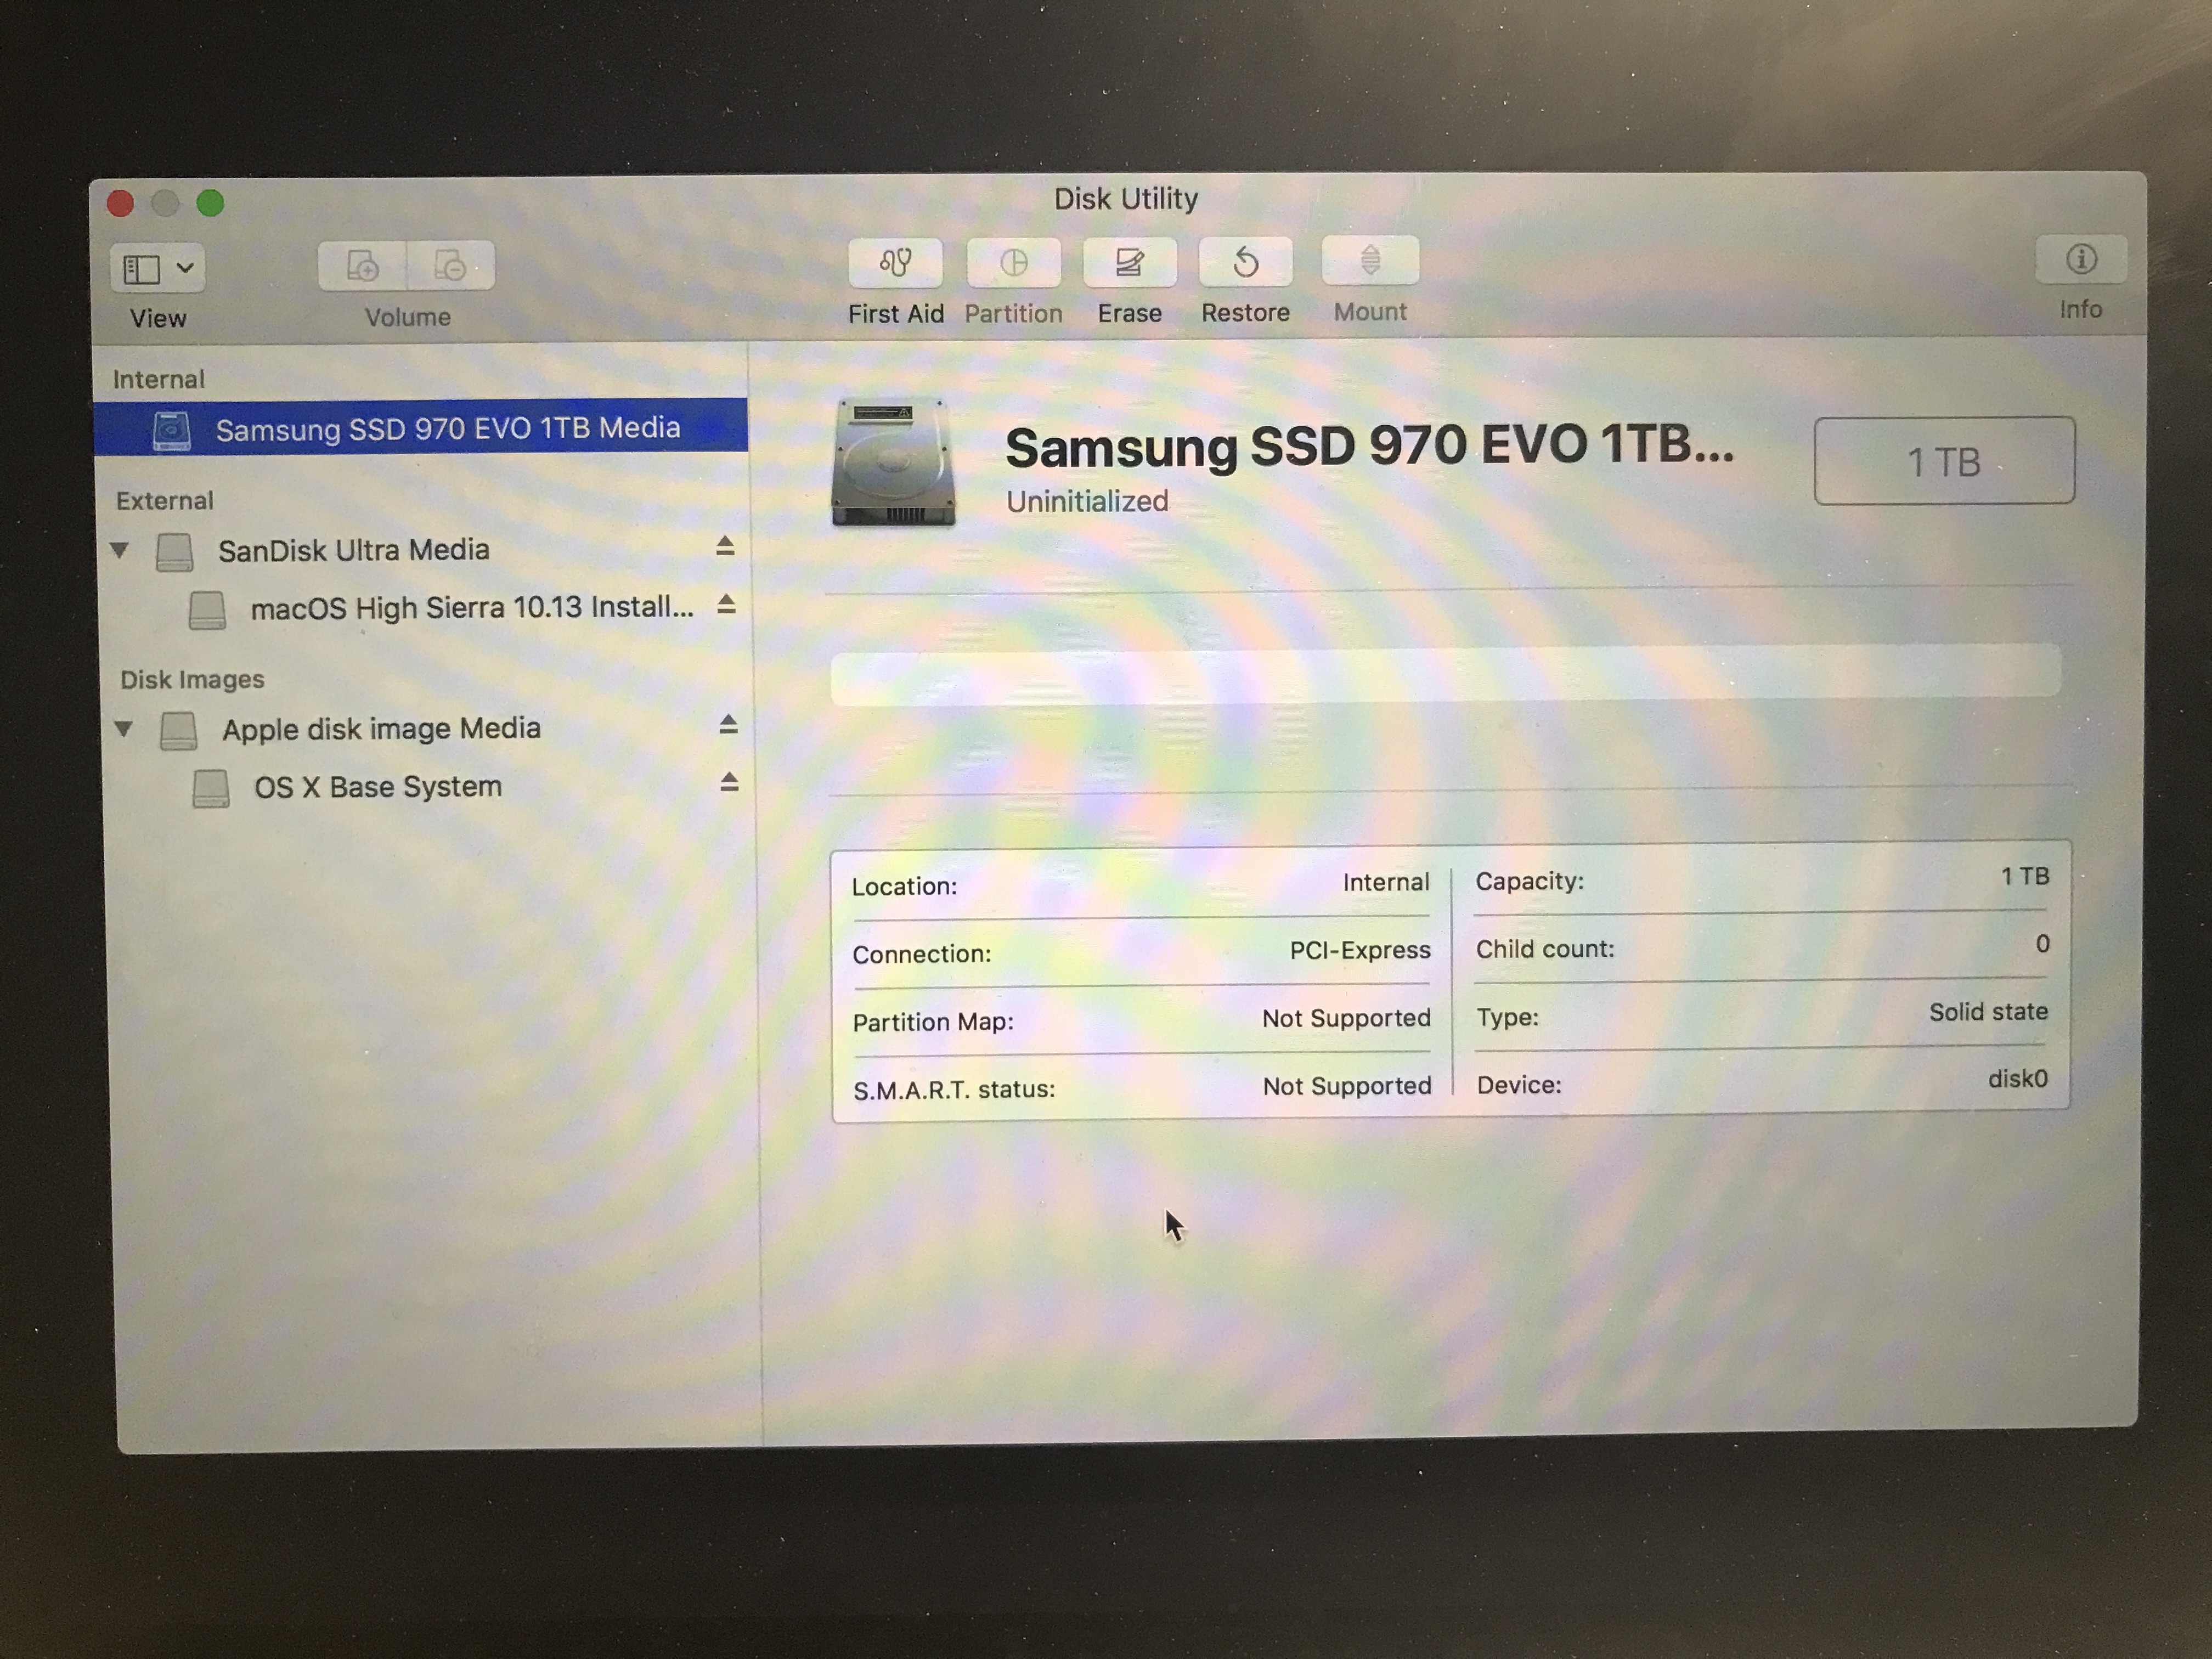 Disk Utility
View
Volume
First Aid
Partition
Erase
Restore
Mount
Info
Internal
Samsung SSD 970 EVO 1TB Media
External
SanDisk Ultra Media
macOS High Sierra 10.13 Install...
Disk Images
Apple disk image Media
OS X Base System
Samsung SSD 970 EVO 1TB...
Uninitialized
1 TB
Location: Internal
Connection: PCI-Express
Partition Map: Not Supported
S.M.A.R.T. status: Not Supported
Capacity: 1 TB
Child count: 0
Type: Solid state
Device: disk0